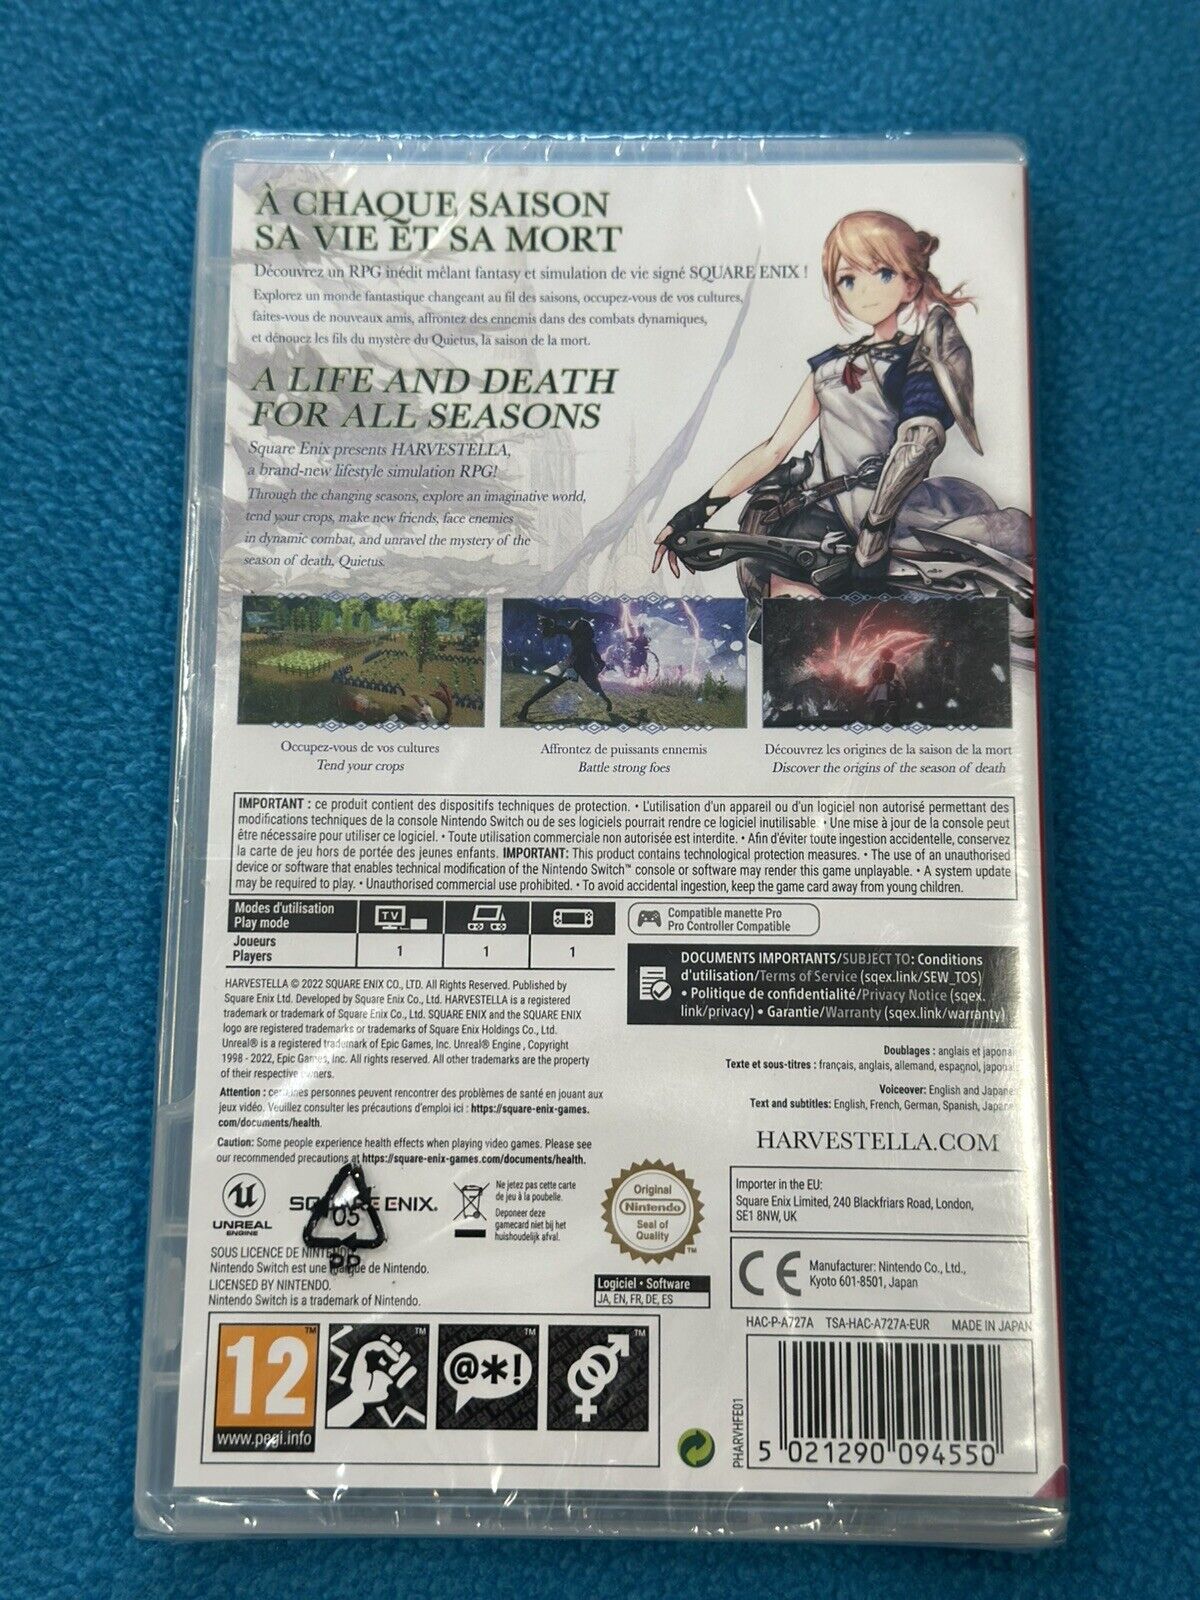 À CHAQUE SAISON
SA VIE ET SA MORT
Découvrez un RPG inédit mêlant fantasy et simulation de vie signé SQUARE ENIX !
Explorez un monde fantastique changeant au fil des saisons, occupez-vous de vos cultures,
faites-vous de nouveaux amis, affrontez des ennemis dans des combats dynamiques,
et dénouez les fils du mystère du Quietus, la saison de la mort.
A LIFE AND DEATH
FOR ALL SEASONS
Square Enix presents HARVESTELLA,
a brand-new lifestyle simulation RPG!
Through the changing seasons, explore an imaginative world,
tend your crops, make new friends, face enemies
in dynamic combat, and unravel the mystery of the
season of death, Quietus.
Occupez-vous de vos cultures
Tend your crops
Affrontez de puissants ennemis
Battle strong foes
Découvrez les origines de la saison de la mort
Discover the origins of the season of death
IMPORTANT : ce produit contient des dispositifs techniques de protection. • L'utilisation d'un appareil ou d'un logiciel non autorisé permettant des
modifications techniques de la console Nintendo Switch ou de ses logiciels pourrait rendre ce logiciel inutilisable. • Une mise à jour de la console peut
être nécessaire pour utiliser ce logiciel. • Toute utilisation commerciale non autorisée est interdite. • Afin d'éviter toute ingestion accidentelle, conservez
la carte de jeu hors de portée des jeunes enfants. IMPORTANT: This product contains technological protection measures. • The use of an unauthorised
device or software that enables technical modification of the Nintendo Switch™ console or software may render this game unplayable. • A system update
may be required to play. • Unauthorised commercial use prohibited. • To avoid accidental ingestion, keep the game card away from young children.
Modes d'utilisation
Play mode
TV
Joueurs
Players
1 1 1
Compatible manette Pro
Pro Controller Compatible
DOCUMENTS IMPORTANTS/SUBJECT TO: Conditions
d'utilisation/Terms of Service (sqex.link/SEW_TOS)
• Politique de confidentialité/Privacy Notice (sqex.
link/privacy) • Garantie/Warranty (sqex.link/warranty)
HARVESTELLA © 2022 SQUARE ENIX CO., LTD. All Rights Reserved. Published by
Square Enix Ltd. Developed by Square Enix Co., Ltd. HARVESTELLA is a registered
trademark or trademark of Square Enix Co., Ltd. SQUARE ENIX and the SQUARE ENIX
logo are registered trademarks or trademarks of Square Enix Holdings Co., Ltd.
Unreal® is a registered trademark of Epic Games, Inc. Unreal® Engine , Copyright
1998 - 2022, Epic Games, Inc. All rights reserved. All other trademarks are the property
of their respective owners.
Attention : certaines personnes peuvent rencontrer des problèmes de santé en jouant aux
jeux vidéo. Veuillez consulter les précautions d'emploi ici : https://square-enix-games.
com/documents/health.
Caution: Some people experience health effects when playing video games. Please see
our recommended precautions at https://square-enix-games.com/documents/health.
Doublages : anglais et japonais
Texte et sous-titres : français, anglais, allemand, espagnol, japonais
Voiceover: English and Japanese
Text and subtitles: English, French, German, Spanish, Japanese
HARVESTELLA.COM
UNREAL
ENGINE
SQUARE ENIX.
05
PP
Ne jetez pas cette carte
de jeu à la poubelle.
Deponeer deze
gamecard niet bij het
huishoudelijk afval.
Original
Nintendo
Seal of
Quality
TM
Importer in the EU:
Square Enix Limited, 240 Blackfriars Road, London,
SE1 8NW, UK
CE
Manufacturer: Nintendo Co., Ltd.,
Kyoto 601-8501, Japan
SOUS LICENCE DE NINTENDO.
Nintendo Switch est une marque de Nintendo.
LICENSED BY NINTENDO.
Nintendo Switch is a trademark of Nintendo.
Logiciel • Software
JA, EN, FR, DE, ES
HAC-P-A727A TSA-HAC-A727A-EUR MADE IN JAPAN
12
www.pegi.info
@*!
PHARVHFE01
5 021290 094550